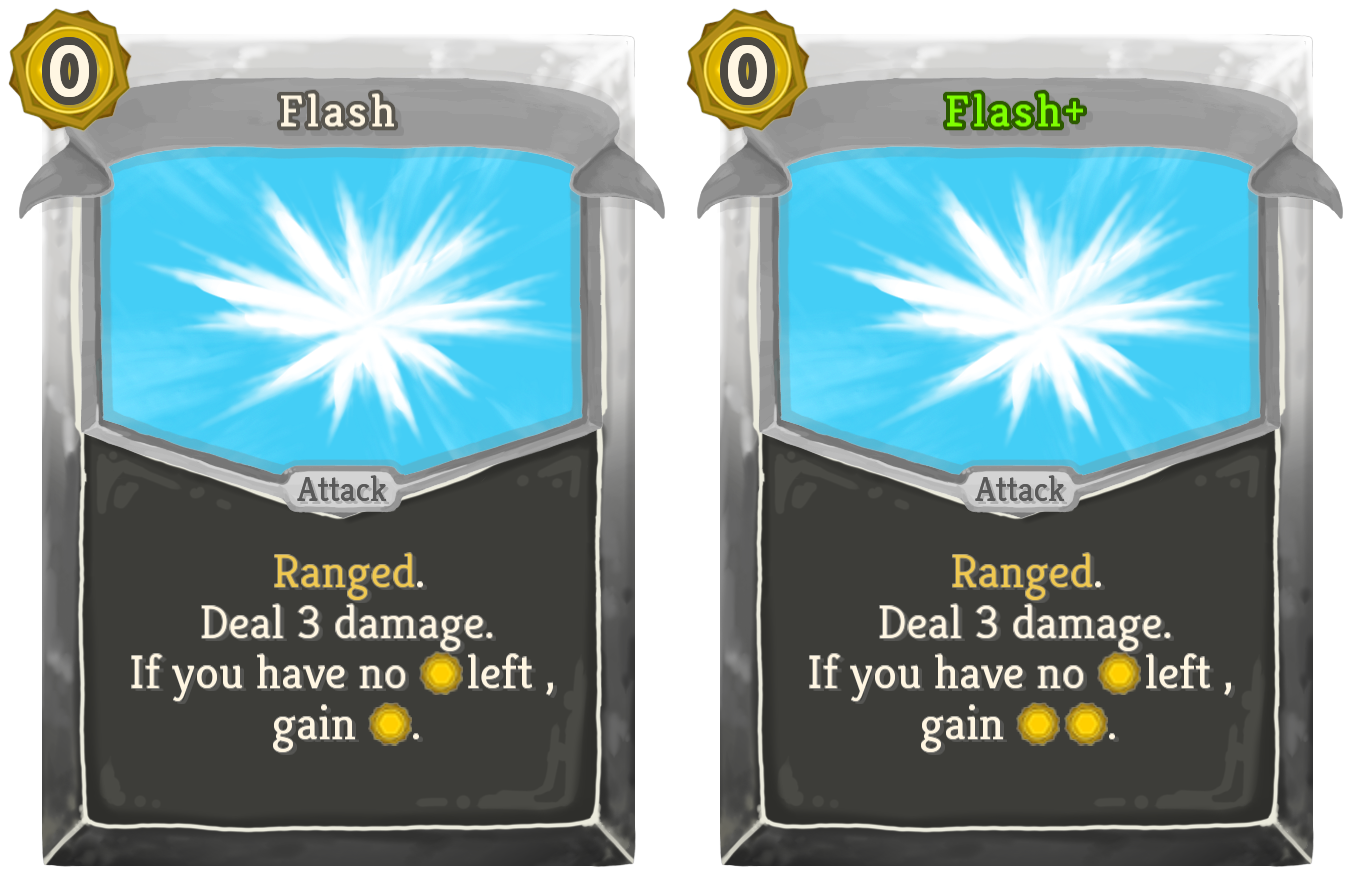 0
Flash
Attack
Ranged.
Deal 3 damage.
If you have no left ,
gain .
0
Flash+
Attack
Ranged.
Deal 3 damage.
If you have no left ,
gain .